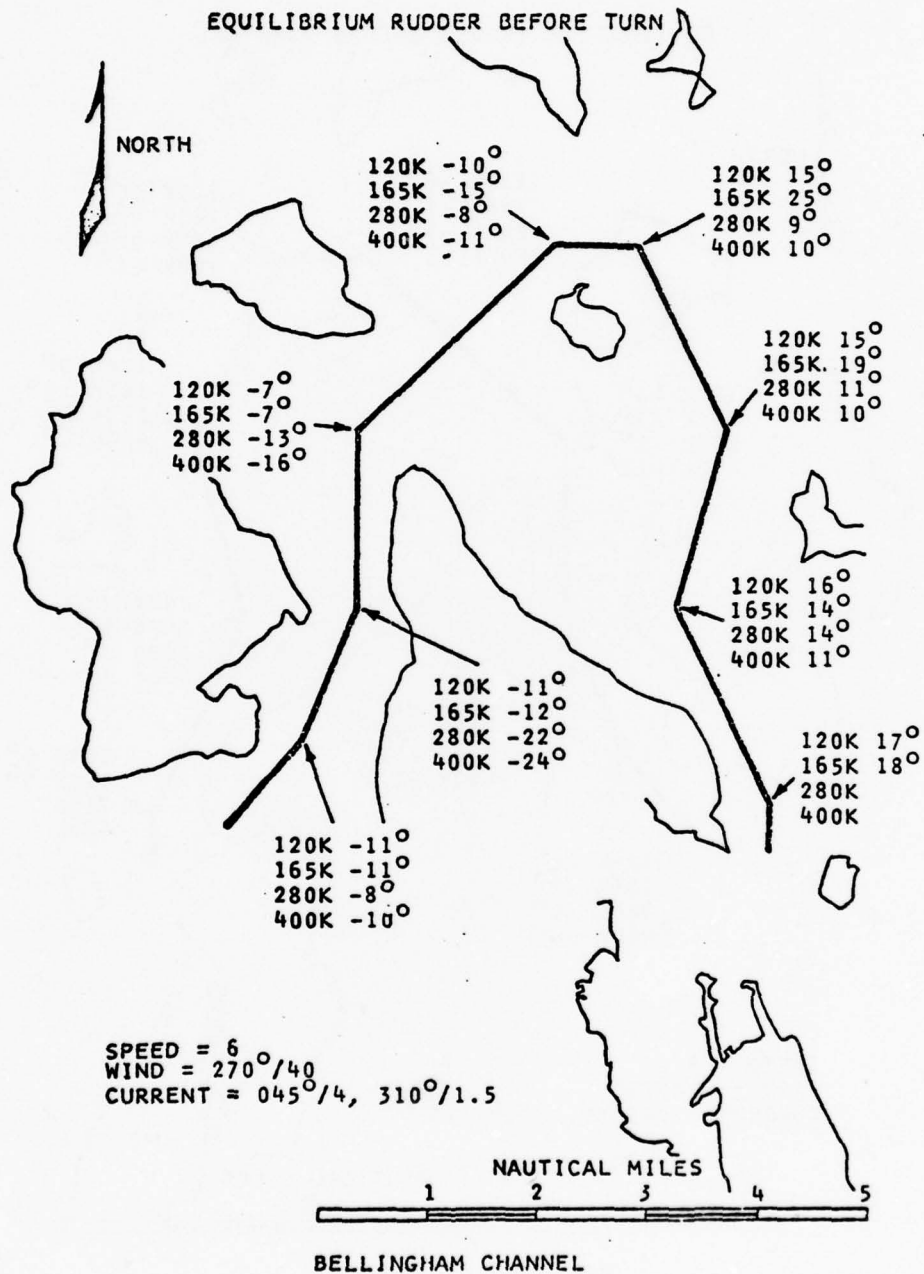 EQUILIBRIUM RUDDER BEFORE TURN
NORTH
120K -10°
165K -15°
280K -8°
400K -11°
120K 15°
165K 25°
280K 9°
400K 10°
120K 15°
165K. 19°
280K 11°
400K 10°
120K -7°
165K -7°
280K -13°
400K -16°
120K 16°
165K 14°
280K 14°
400K 11°
120K -11°
165K -12°
280K -22°
400K -24°
120K 17°
165K 18°
280K
400K
120K -11°
165K -11°
280K -8°
400K -10°
SPEED = 6
WIND = 270°/40
CURRENT = 045°/4, 310°/1.5
NAUTICAL MILES
1 2 3 4 5
BELLINGHAM CHANNEL